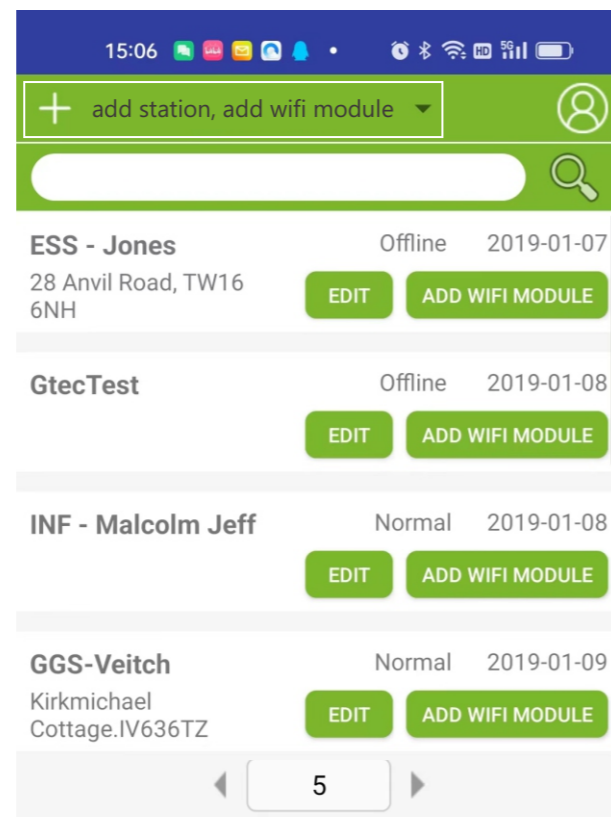 15:06
HD 5G
add station, add wifi module
ESS - Jones Offline 2019-01-07
28 Anvil Road, TW16
6NH
EDIT ADD WIFI MODULE
GtecTest Offline 2019-01-08
EDIT ADD WIFI MODULE
INF - Malcolm Jeff Normal 2019-01-08
EDIT ADD WIFI MODULE
GGS-Veitch Normal 2019-01-09
Kirkmichael
Cottage.IV636TZ
EDIT ADD WIFI MODULE
5